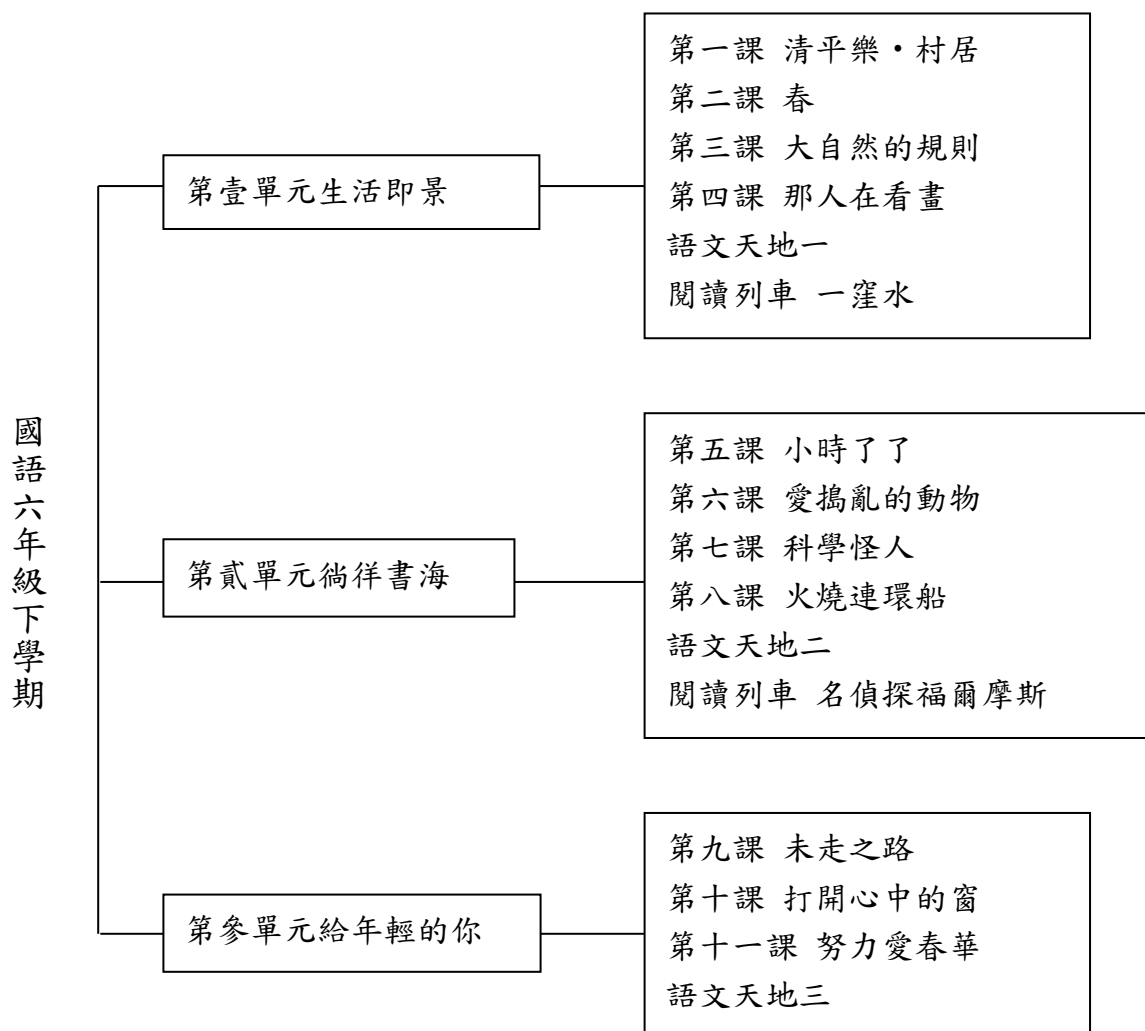 國語六年級下學期
第壹單元生活即景
第一課 清平樂・村居
第二課 春
第三課 大自然的規則
第四課 那人在看畫
語文天地一
閱讀列車 一窪水
第貳單元徜徉書海
第五課 小時了了
第六課 愛搗亂的動物
第七課 科學怪人
第八課 火燒連環船
語文天地二
閱讀列車 名偵探福爾摩斯
第參單元給年輕的你
第九課 未走之路
第十課 打開心中的窗
第十一課 努力愛春華
語文天地三